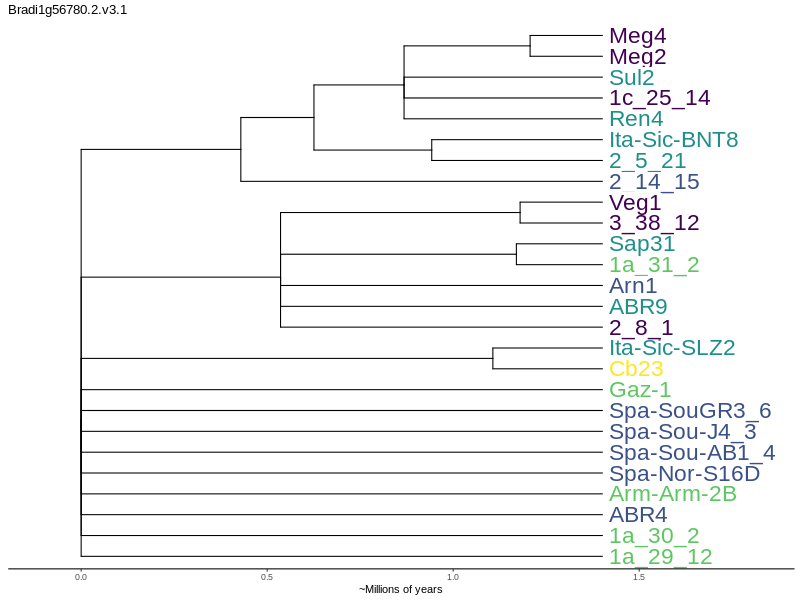 Bradi1g56780.2.v3.1
Meg4
Meg2
Sul2
1c_25_14
Ren4
Ita-Sic-BNT8
2_5_21
2_14_15
Veg1
3_38_12
Sap31
1a_31_2
Arn1
ABR9
2_8_1
Ita-Sic-SLZ2
Cb23
Gaz-1
Spa-SouGR3_6
Spa-Sou-J4_3
Spa-Sou-AB1_4
Spa-Nor-S16D
Arm-Arm-2B
ABR4
1a_30_2
1a_29_12
0.0 0.5 1.0 1.5
~Millions of years